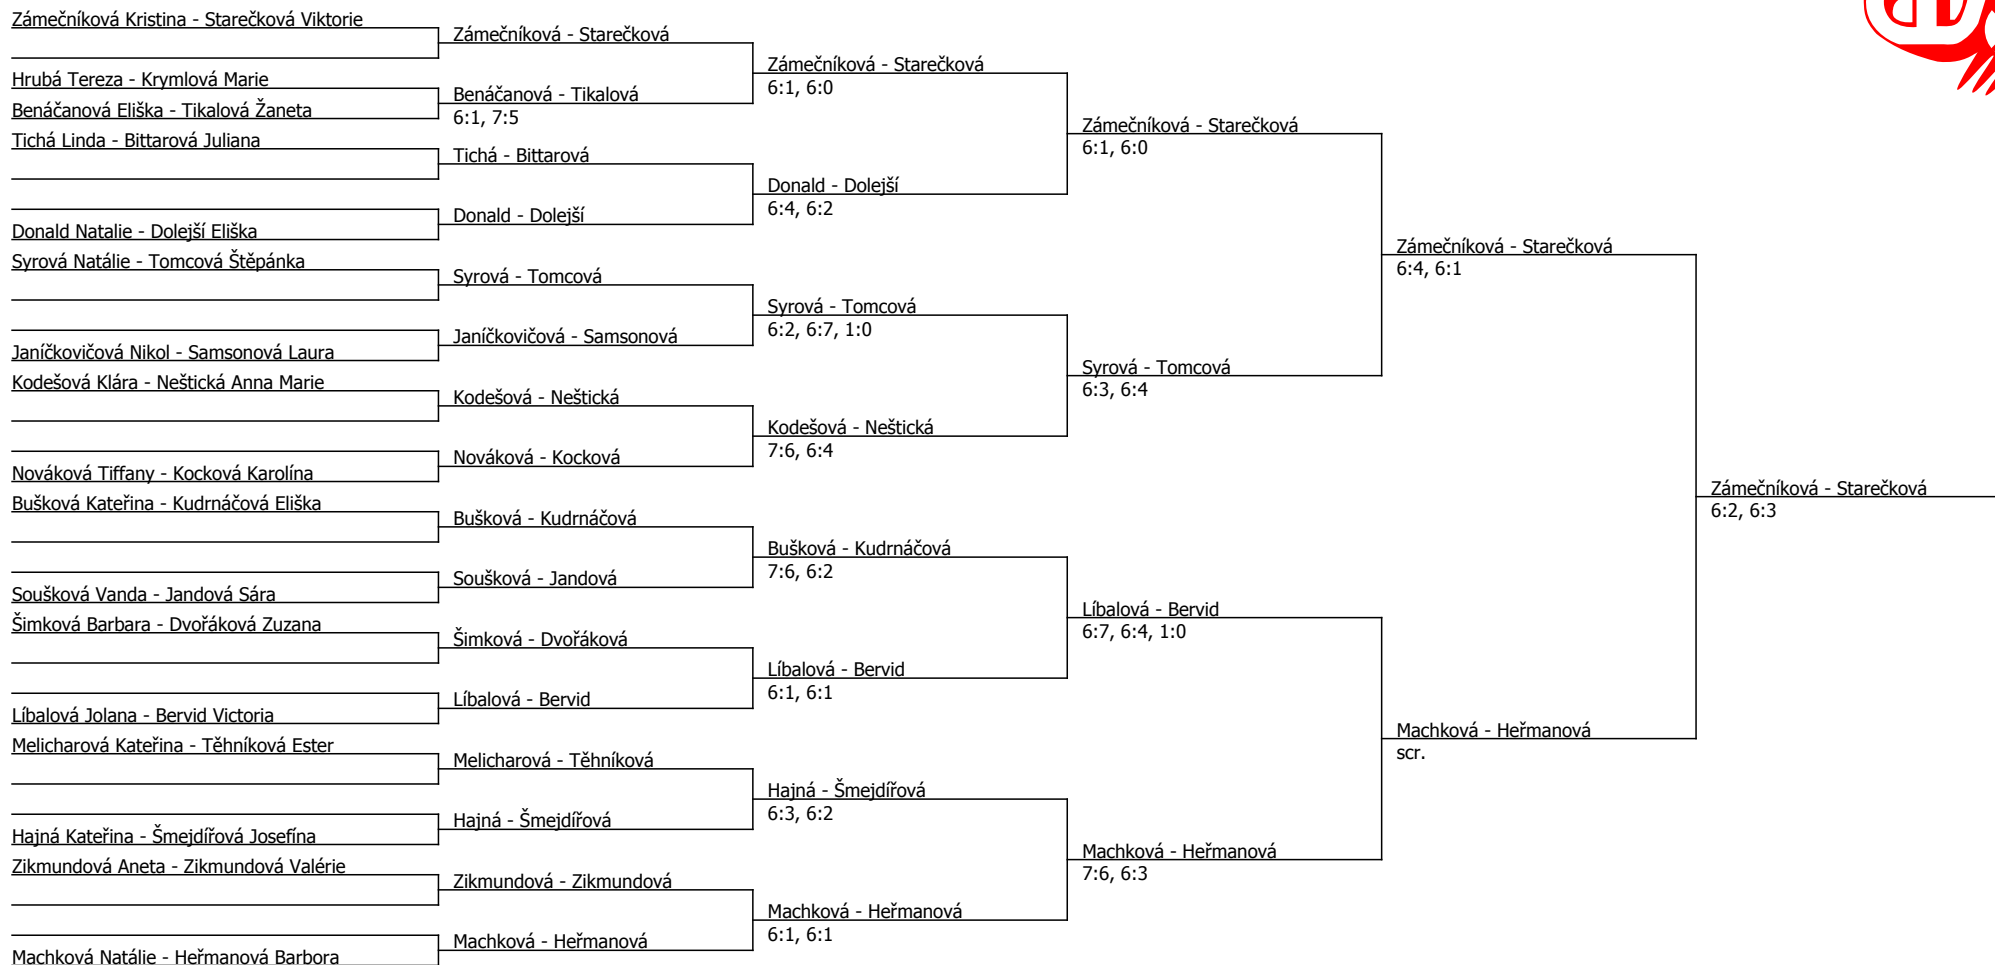 Zámečníková Kristina - Starečková Viktorie
Hrubá Tereza - Krymlová Marie
Benáčanová Eliška - Tikalová Žaneta
Tichá Linda - Bittarová Juliana
Donald Natalie - Dolejší Eliška
Syrová Natálie - Tomcová Štěpánka
Janíčkovičová Nikol - Samsonová Laura
Kodešová Klára - Neštická Anna Marie
Nováková Tiffany - Kocková Karolína
Bušková Kateřina - Kudrnáčová Eliška
Soušková Vanda - Jandová Sára
Šimková Barbara - Dvořáková Zuzana
Líbalová Jolana - Bervid Victoria
Melicharová Kateřina - Těhníková Ester
Hajná Kateřina - Šmejdířová Josefína
Zikmundová Aneta - Zikmundová Valérie
Machková Natálie - Heřmanová Barbora
Zámečníková - Starečková
Benáčanová - Tikalová
6:1, 7:5
Tichá - Bittarová
Donald - Dolejší
Syrová - Tomcová
Janíčkovičová - Samsonová
Kodešová - Neštická
Nováková - Kocková
Bušková - Kudrnáčová
Soušková - Jandová
Šimková - Dvořáková
Líbalová - Bervid
Melicharová - Těhníková
Hajná - Šmejdířová
Zikmundová - Zikmundová
Machková - Heřmanová
Zámečníková - Starečková
6:1, 6:0
Donald - Dolejší
6:4, 6:2
Syrová - Tomcová
6:2, 6:7, 1:0
Kodešová - Neštická
7:6, 6:4
Bušková - Kudrnáčová
7:6, 6:2
Líbalová - Bervid
6:1, 6:1
Hajná - Šmejdířová
6:3, 6:2
Machková - Heřmanová
6:1, 6:1
Zámečníková - Starečková
6:1, 6:0
Syrová - Tomcová
6:3, 6:4
Líbalová - Bervid
6:7, 6:4, 1:0
Machková - Heřmanová
7:6, 6:3
Zámečníková - Starečková
6:4, 6:1
Machková - Heřmanová
scr.
Zámečníková - Starečková
6:2, 6:3